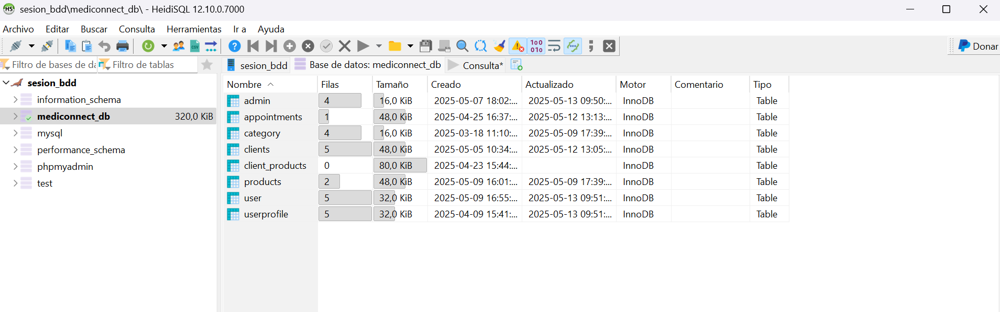 sesion_bdd\mediconnect_db\ - HeidiSQL 12.10.0.7000
Archivo Editar Buscar Consulta Herramientas Ir a Ayuda
Donar
Filtro de bases de da Filtro de tablas
sesion_bdd Base de datos: mediconnect_db Consulta*
sesion_bdd
information_schema
mediconnect_db 320,0 KiB
mysql
performance_schema
phpmyadmin
test
Nombre Filas Tamaño Creado Actualizado Motor Comentario Tipo
admin 4 16,0 KiB 2025-05-07 18:02:... 2025-05-13 09:50:... InnoDB Table
appointments 1 48,0 KiB 2025-04-25 16:37:... 2025-05-12 13:13:... InnoDB Table
category 4 16,0 KiB 2025-03-18 11:10:... 2025-05-09 17:39:... InnoDB Table
clients 5 48,0 KiB 2025-05-05 10:34:... 2025-05-12 13:05:... InnoDB Table
client_products 0 80,0 KiB 2025-04-23 15:44:... InnoDB Table
products 2 48,0 KiB 2025-05-09 16:01:... 2025-05-09 17:39:... InnoDB Table
user 5 32,0 KiB 2025-05-09 16:55:... 2025-05-13 09:51:... InnoDB Table
userprofile 5 32,0 KiB 2025-04-09 15:41:... 2025-05-13 09:51:... InnoDB Table